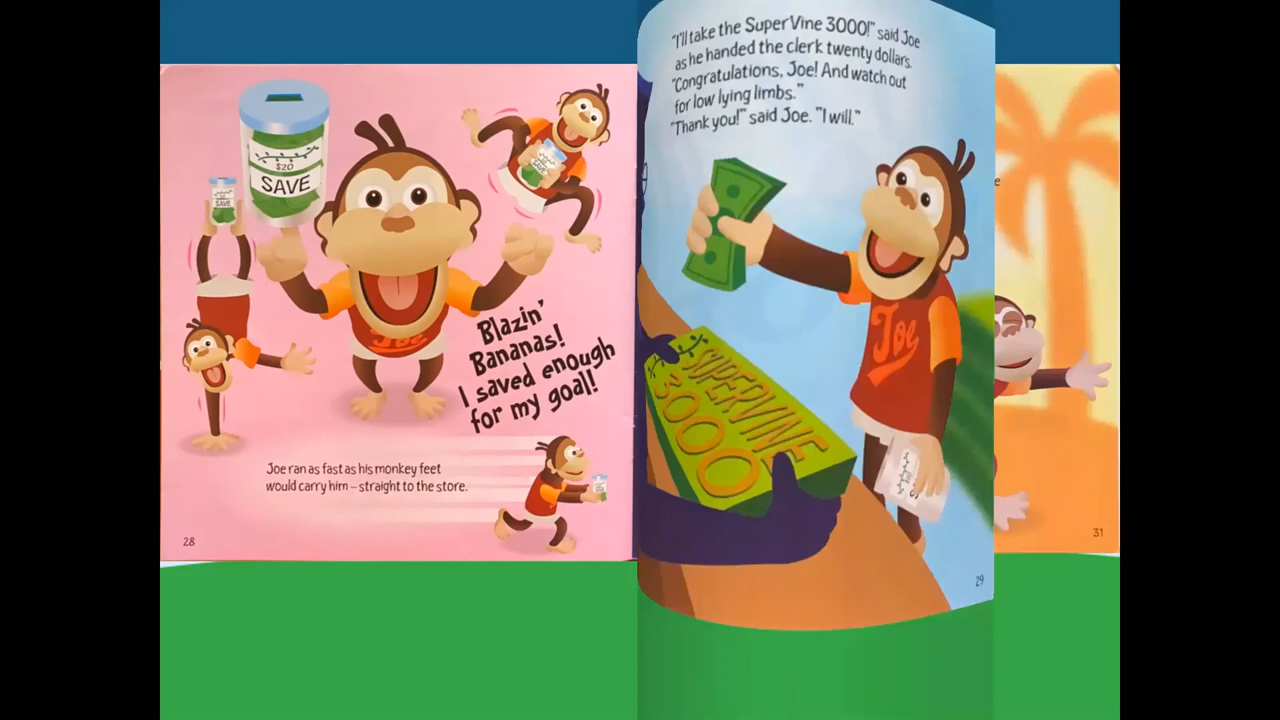 $20
SAVE
SAVE
SAVE
Joe
Blazin'
Bananas!
I saved enough
for my goal!
Joe ran as fast as his monkey feet
would carry him – straight to the store.
28
"I'll take the SuperVine 3000!" said Joe
as he handed the clerk twenty dollars.
"Congratulations, Joe! And watch out
for low lying limbs."
"Thank you!" said Joe. "I will."
Joe
SUPERVINE
3000
29
31